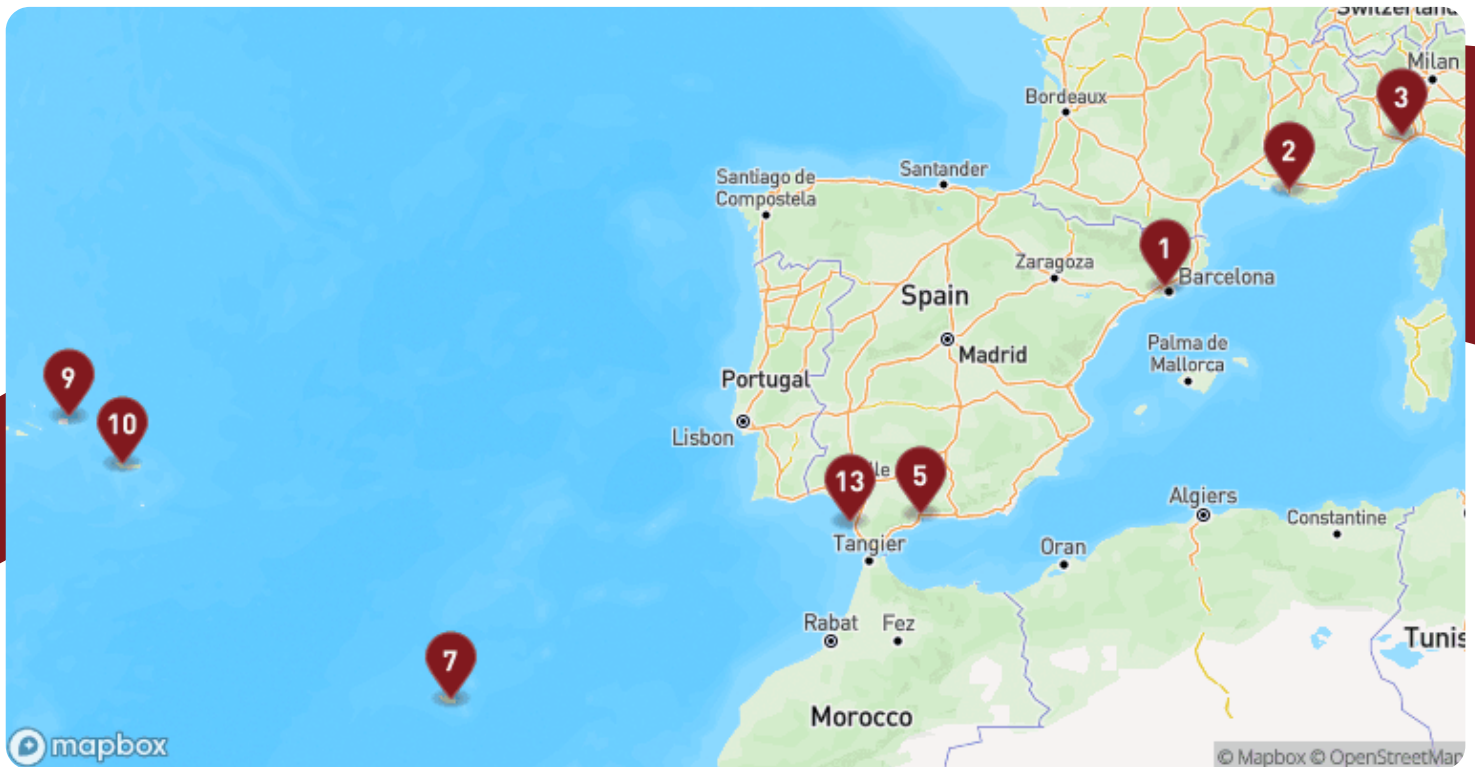 Switzerland
Milan
3
Bordeaux
2
Santander
Santiago de
Compostela
1
Zaragoza
Barcelona
Spain
Madrid
Palma de
Mallorca
9
Portugal
10
Lisbon
13
lle
5
Algiers
Constantine
Tangier
Oran
Rabat
Fez
Tunis
7
Morocco
mapbox
© Mapbox © OpenStreetMap